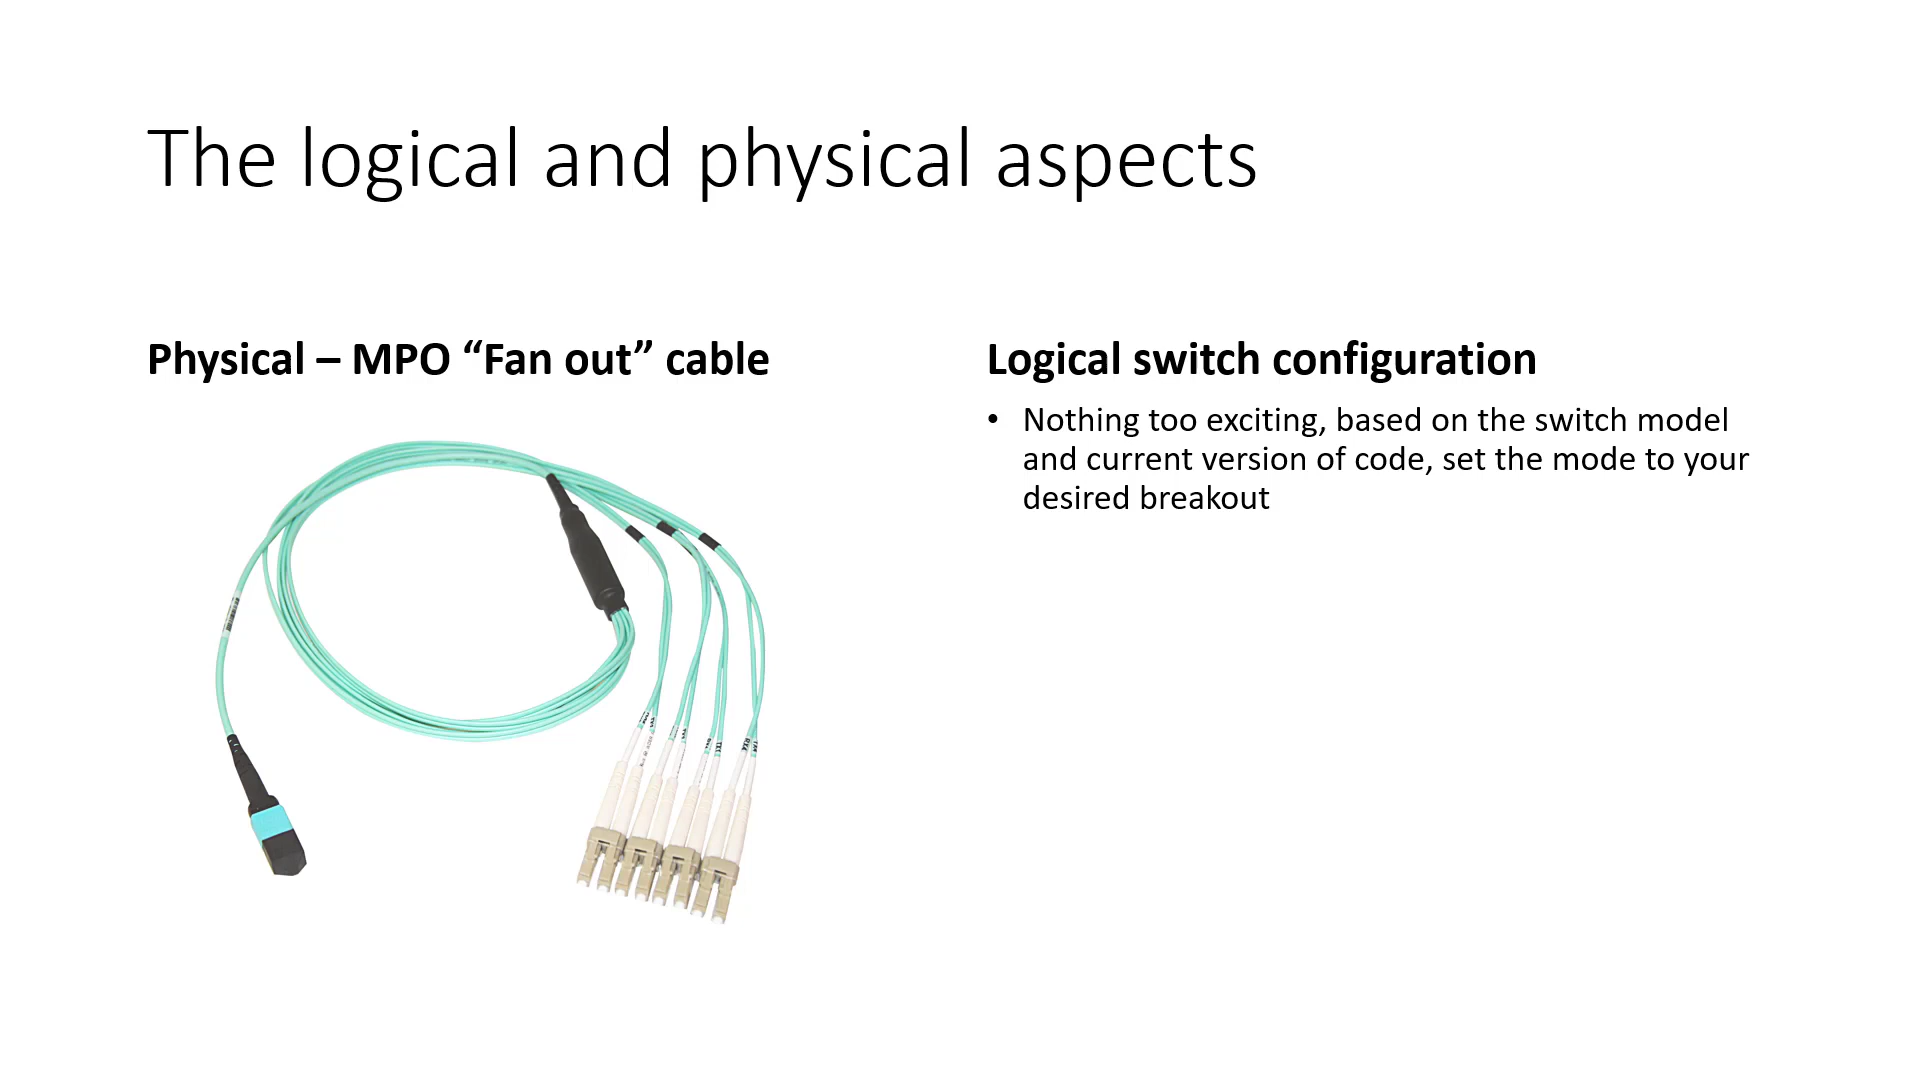 The logical and physical aspects
Physical – MPO “Fan out” cable
Logical switch configuration
• Nothing too exciting, based on the switch model
and current version of code, set the mode to your
desired breakout